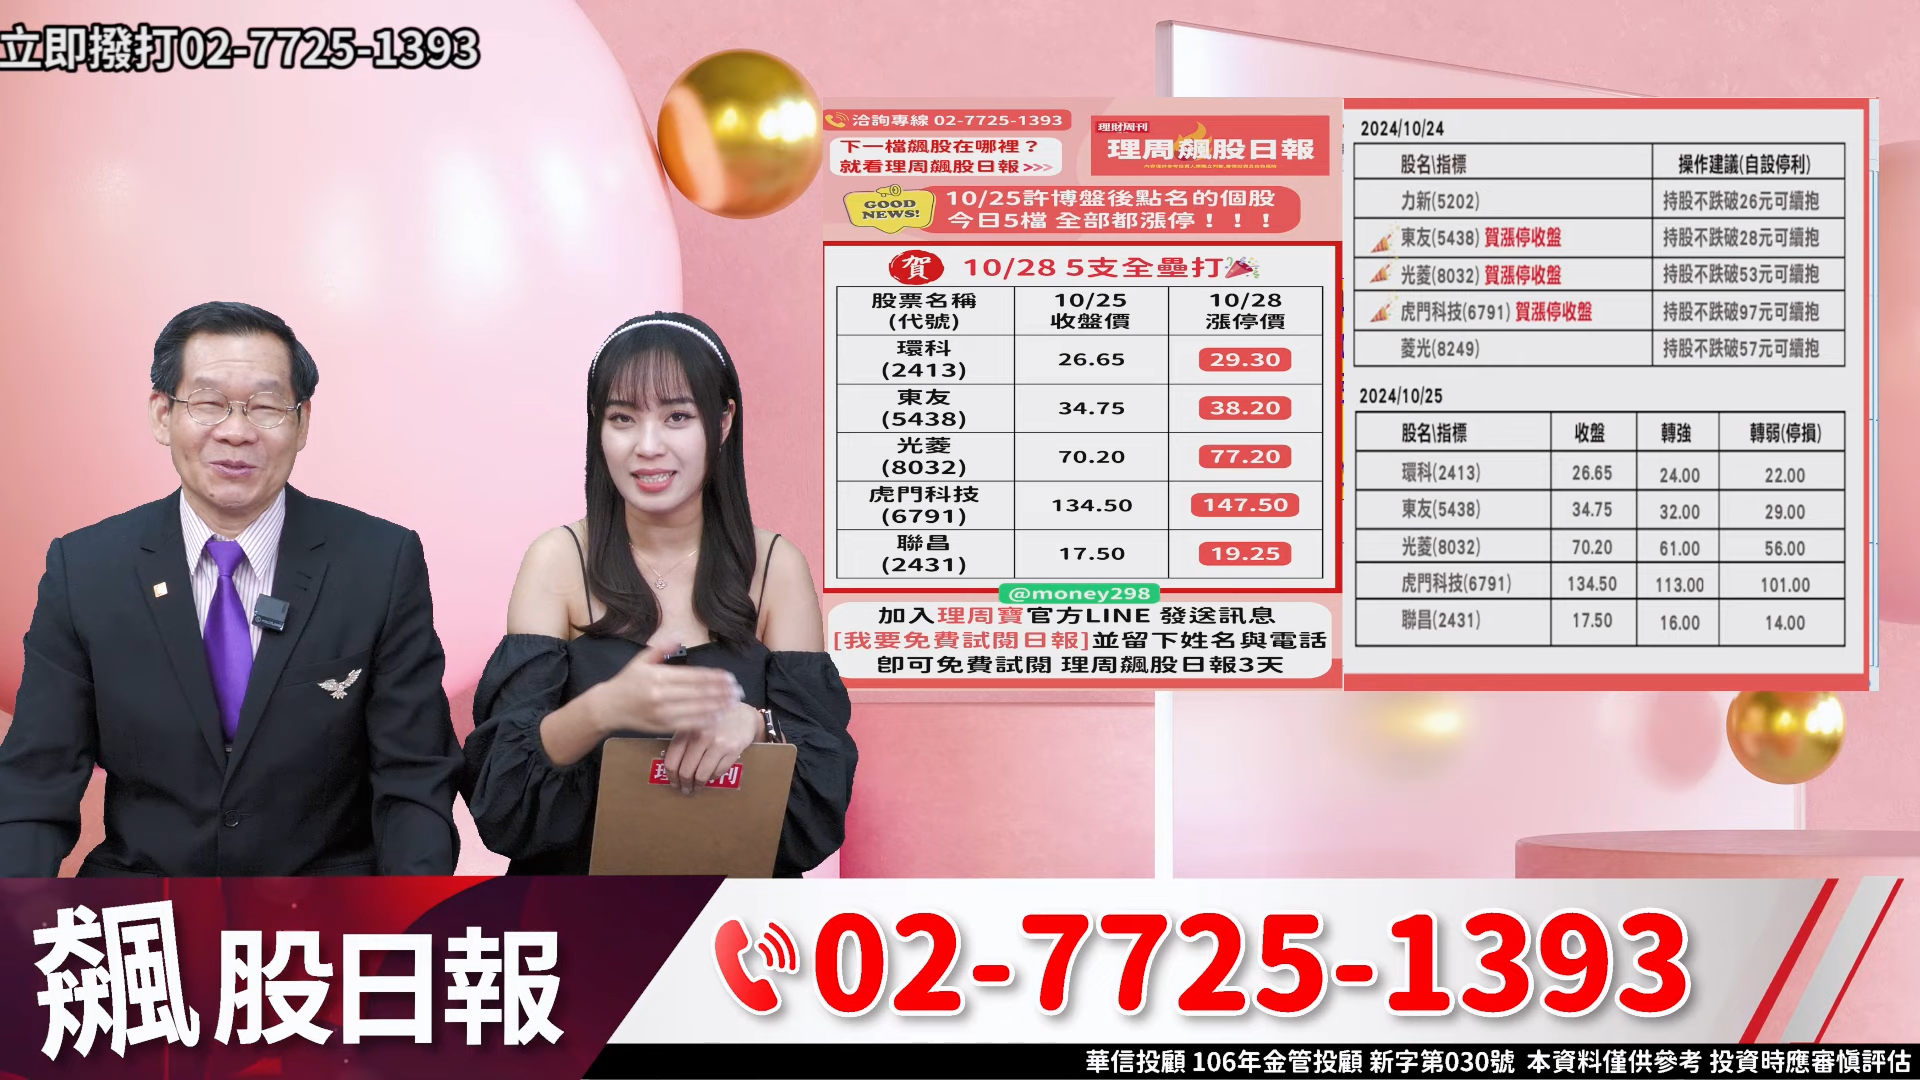 立即撥打02-7725-1393
洽詢專線 02-7725-1393
下一檔飆股在哪裡？
就看理周飆股日報>>>
理財周刊
理周飆股日報
GOOD NEWS!
10/25許博盤後點名的個股
今日5檔 全部都漲停！！！
賀 10/28 5支全壘打
股票名稱(代號) 10/25收盤價 10/28漲停價
環科(2413) 26.65 29.30
東友(5438) 34.75 38.20
光菱(8032) 70.20 77.20
虎門科技(6791) 134.50 147.50
聯昌(2431) 17.50 19.25
@money298
加入理周寶官方LINE 發送訊息
[我要免費試閱日報]並留下姓名與電話
即可免費試閱 理周飆股日報3天
2024/10/24
股名\指標 操作建議(自設停利)
力新(5202) 持股不跌破26元可續抱
東友(5438) 賀漲停收盤 持股不跌破28元可續抱
光菱(8032) 賀漲停收盤 持股不跌破53元可續抱
虎門科技(6791) 賀漲停收盤 持股不跌破97元可續抱
菱光(8249) 持股不跌破57元可續抱
2024/10/25
股名\指標 收盤 轉強 轉弱(停損)
環科(2413) 26.65 24.00 22.00
東友(5438) 34.75 32.00 29.00
光菱(8032) 70.20 61.00 56.00
虎門科技(6791) 134.50 113.00 101.00
聯昌(2431) 17.50 16.00 14.00
飆股日報
02-7725-1393
華信投顧 106年金管投顧 新字第030號 本資料僅供參考 投資時應審慎評估